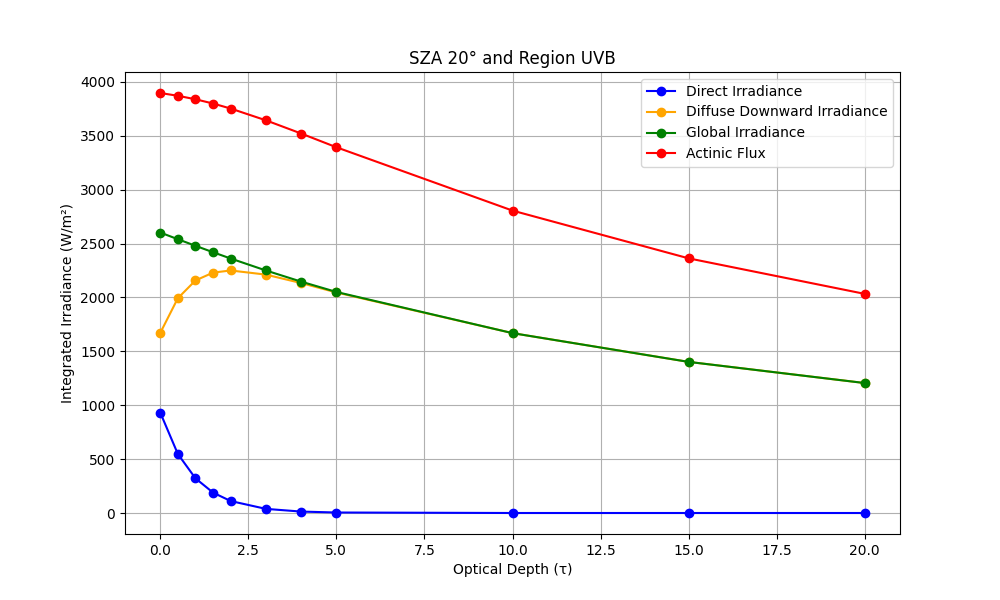 SZA 20° and Region UVB
Direct Irradiance
Diffuse Downward Irradiance
Global Irradiance
Actinic Flux
Integrated Irradiance (W/m²)
4000
3500
3000
2500
2000
1500
1000
500
0
0.0 2.5 5.0 7.5 10.0 12.5 15.0 17.5 20.0
Optical Depth (τ)